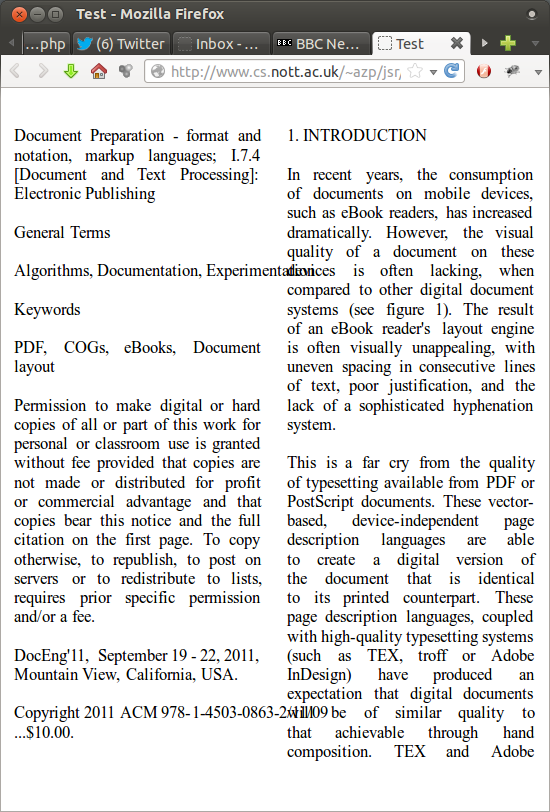 Test - Mozilla Firefox
...php
(6) Twitter
Inbox - ...
BBC
BBC Ne...
Test
http://www.cs.nott.ac.uk/~azp/jsr/
Document Preparation - format and
notation, markup languages; I.7.4
[Document and Text Processing]:
Electronic Publishing
General Terms
Algorithms, Documentation, Experimentation
Keywords
PDF, COGs, eBooks, Document
layout
Permission to make digital or hard
copies of all or part of this work for
personal or classroom use is granted
without fee provided that copies are
not made or distributed for profit
or commercial advantage and that
copies bear this notice and the full
citation on the first page. To copy
otherwise, to republish, to post on
servers or to redistribute to lists,
requires prior specific permission
and/or a fee.
DocEng'11, September 19 - 22, 2011,
Mountain View, California, USA.
Copyright 2011 ACM 978-1-4503-0863-2/11/09
...$10.00.
1. INTRODUCTION
In recent years, the consumption
of documents on mobile devices,
such as eBook readers, has increased
dramatically. However, the visual
quality of a document on these
devices is often lacking, when
compared to other digital document
systems (see figure 1). The result
of an eBook reader's layout engine
is often visually unappealing, with
uneven spacing in consecutive lines
of text, poor justification, and the
lack of a sophisticated hyphenation
system.
This is a far cry from the quality
of typesetting available from PDF or
PostScript documents. These vector-
based, device-independent page
description languages are able
to create a digital version of
the document that is identical
to its printed counterpart. These
page description languages, coupled
with high-quality typesetting systems
(such as TEX, troff or Adobe
InDesign) have produced an
expectation that digital documents
will be of similar quality to
that achievable through hand
composition. TEX and Adobe